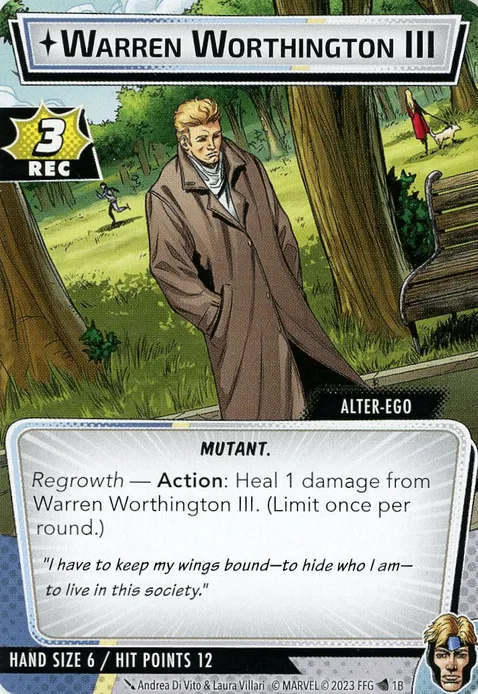 WARREN WORTHINGTON III
3
REC
ALTER-EGO
MUTANT.
Regrowth — Action: Heal 1 damage from
Warren Worthington III. (Limit once per
round.)
"I have to keep my wings bound—to hide who I am—
to live in this society."
HAND SIZE 6 / HIT POINTS 12
Andrea Di Vito & Laura Villari © MARVEL © 2023 FFG 1B